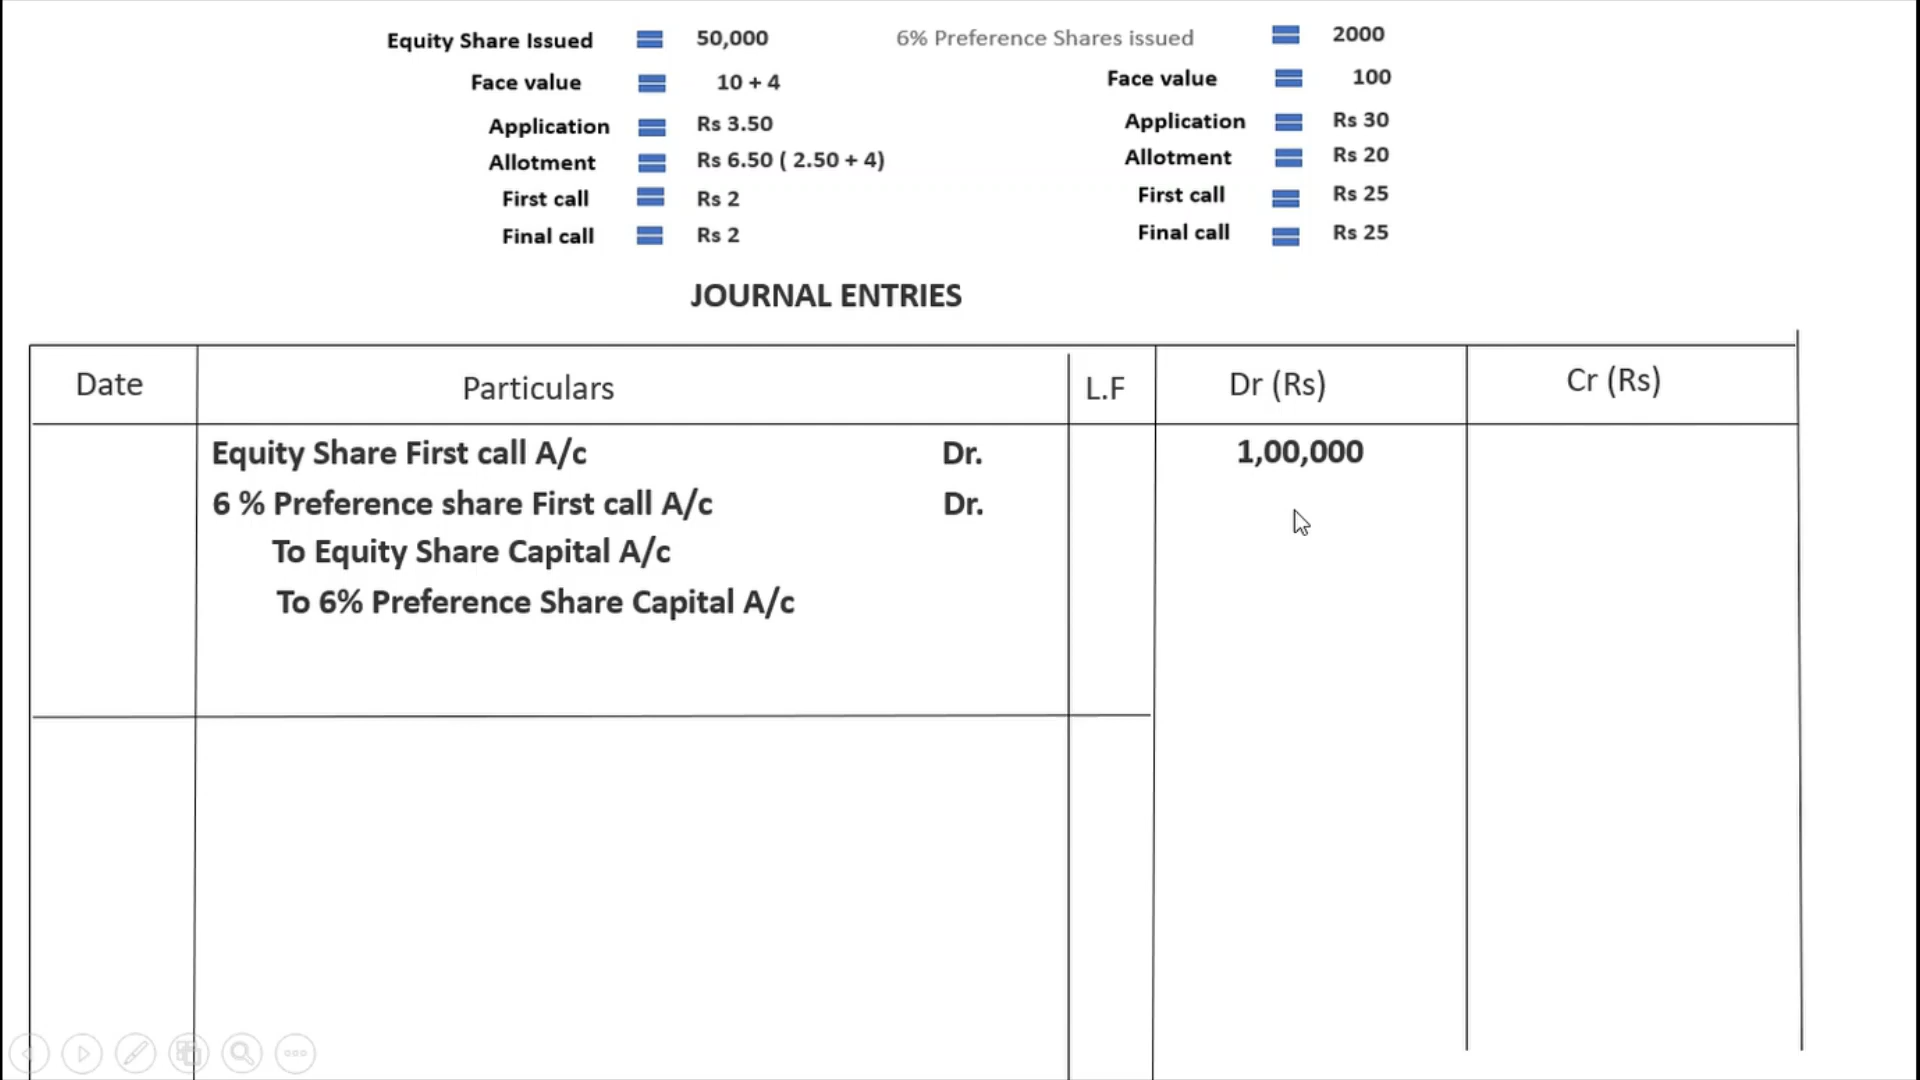 Equity Share Issued 50,000
Face value 10 + 4
Application Rs 3.50
Allotment Rs 6.50 ( 2.50 + 4)
First call Rs 2
Final call Rs 2
6% Preference Shares issued 2000
Face value 100
Application Rs 30
Allotment Rs 20
First call Rs 25
Final call Rs 25
JOURNAL ENTRIES
Date Particulars L.F Dr (Rs) Cr (Rs)
Equity Share First call A/c Dr. 1,00,000
6 % Preference share First call A/c Dr.
To Equity Share Capital A/c
To 6% Preference Share Capital A/c